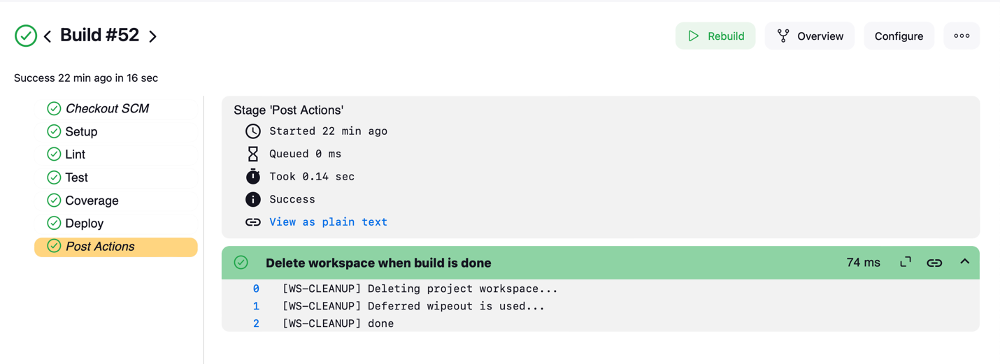 Build #52
Rebuild
Overview
Configure
Success 22 min ago in 16 sec
Checkout SCM
Setup
Lint
Test
Coverage
Deploy
Post Actions
Stage 'Post Actions'
Started 22 min ago
Queued 0 ms
Took 0.14 sec
Success
View as plain text
Delete workspace when build is done
74 ms
0 [WS-CLEANUP] Deleting project workspace...
1 [WS-CLEANUP] Deferred wipeout is used...
2 [WS-CLEANUP] done